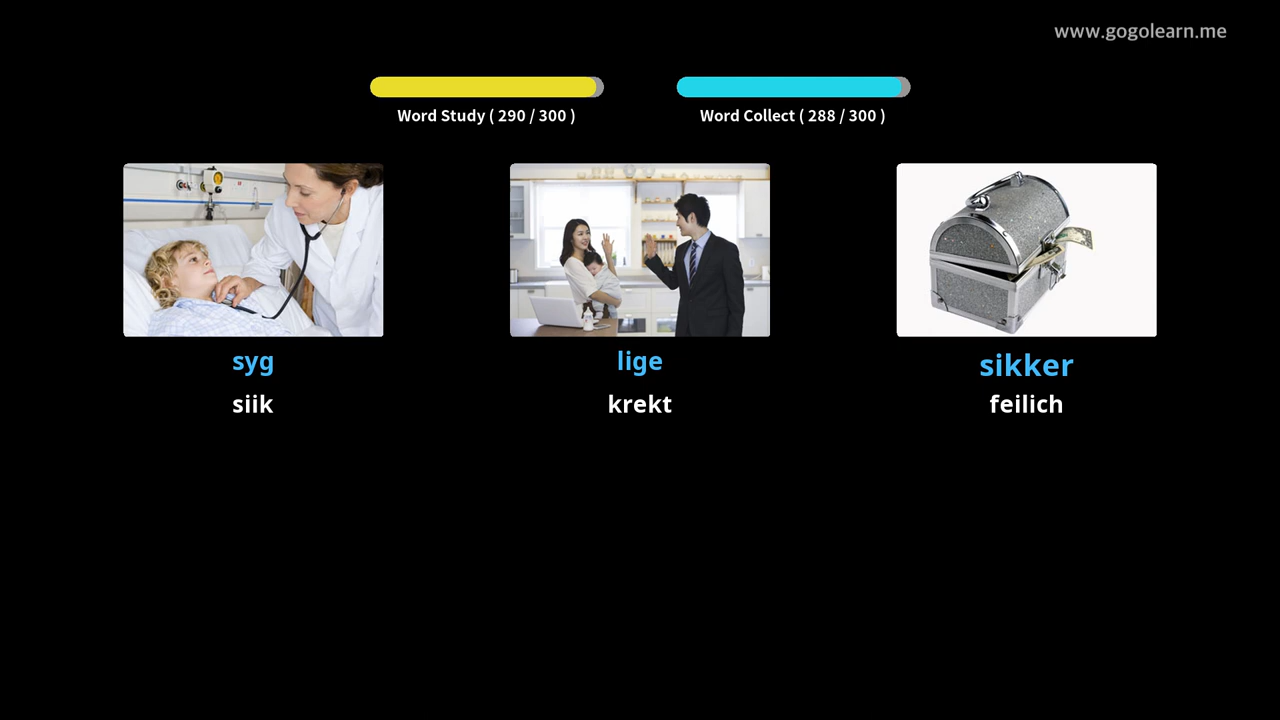 www.gogolearn.me
Word Study ( 290 / 300 )
Word Collect ( 288 / 300 )
syg
lige
sikker
siik
krekt
feilich